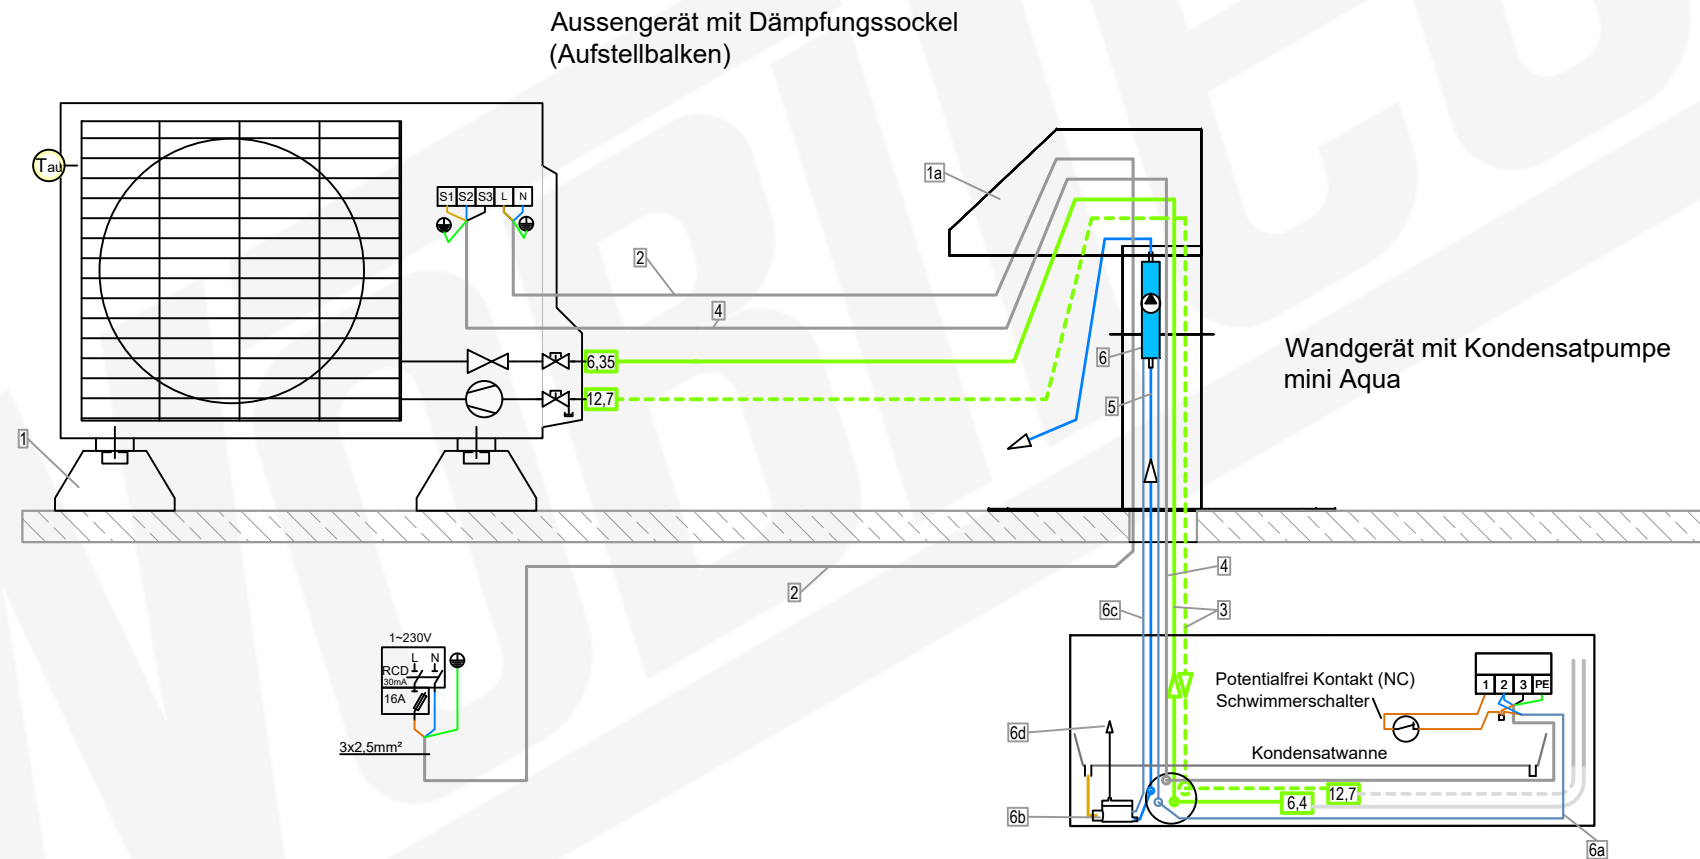 Aussengerät mit Dämpfungssockel
(Aufstellbalken)
Tau
S1 S2 S3 L N
1a
2
4
6,35
12,7
6
5
Wandgerät mit Kondensatpumpe
mini Aqua
1
2
4
3
6c
1~230V
L N
RCD
30mA
16A
3x2,5mm²
Potentialfrei Kontakt (NC)
Schwimmerschalter
1 2 3 PE
6d
Kondensatwanne
12,7
6,4
6b
6a